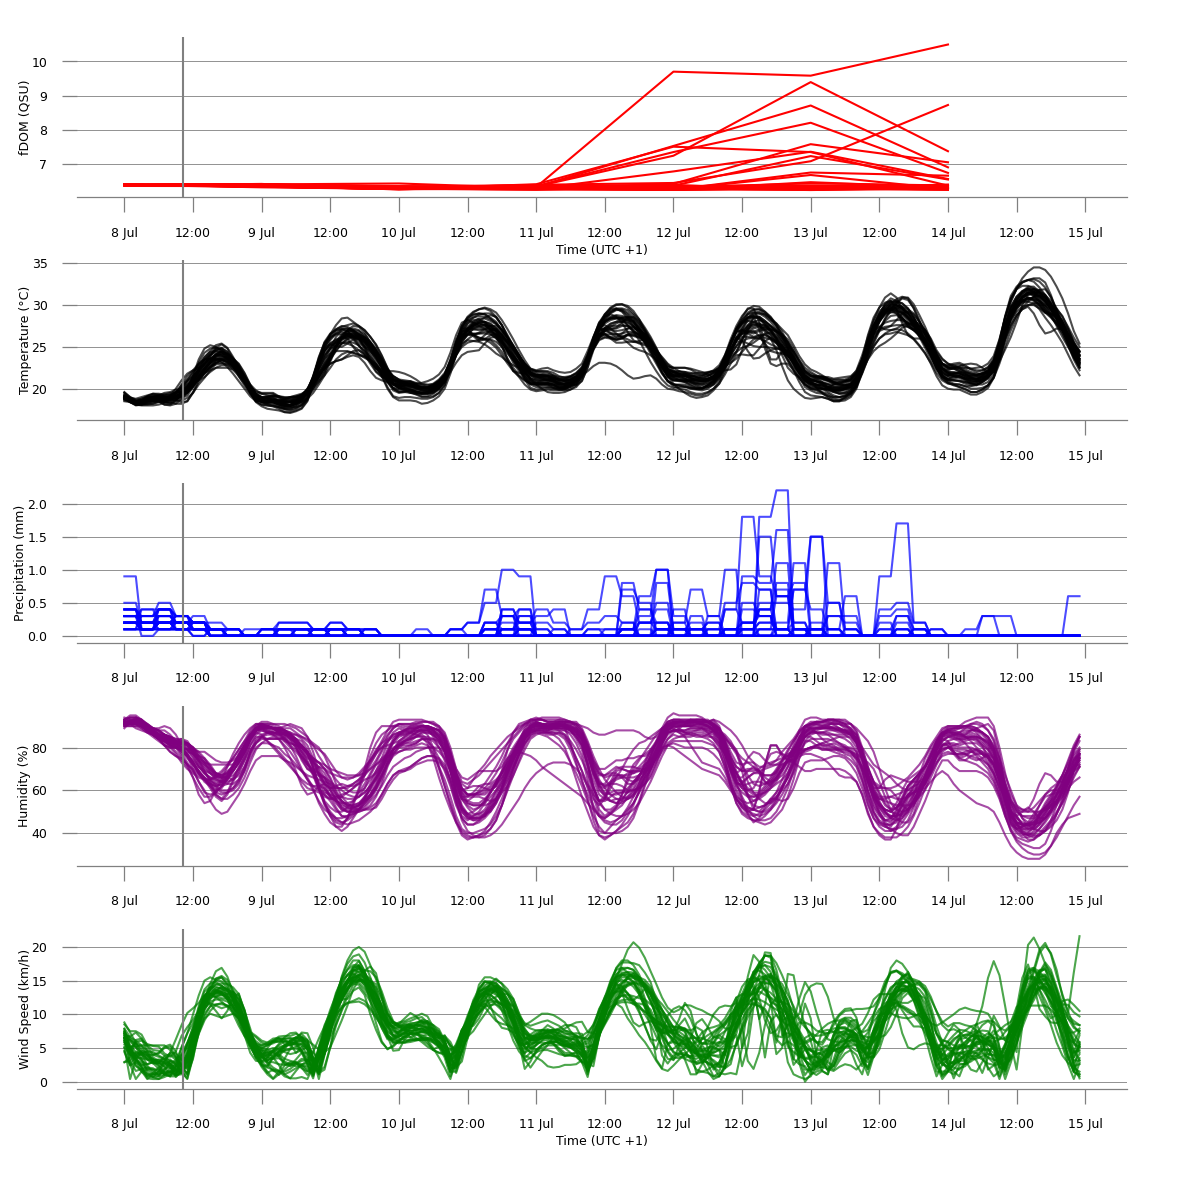 fDOM (QSU)
10
9
8
7
8 Jul 12:00 9 Jul 12:00 10 Jul 12:00 11 Jul 12:00 12 Jul 12:00 13 Jul 12:00 14 Jul 12:00 15 Jul
Time (UTC +1)
Temperature (°C)
35
30
25
20
8 Jul 12:00 9 Jul 12:00 10 Jul 12:00 11 Jul 12:00 12 Jul 12:00 13 Jul 12:00 14 Jul 12:00 15 Jul
Precipitation (mm)
2.0
1.5
1.0
0.5
0.0
8 Jul 12:00 9 Jul 12:00 10 Jul 12:00 11 Jul 12:00 12 Jul 12:00 13 Jul 12:00 14 Jul 12:00 15 Jul
Humidity (%)
80
60
40
8 Jul 12:00 9 Jul 12:00 10 Jul 12:00 11 Jul 12:00 12 Jul 12:00 13 Jul 12:00 14 Jul 12:00 15 Jul
Wind Speed (km/h)
20
15
10
5
0
8 Jul 12:00 9 Jul 12:00 10 Jul 12:00 11 Jul 12:00 12 Jul 12:00 13 Jul 12:00 14 Jul 12:00 15 Jul
Time (UTC +1)